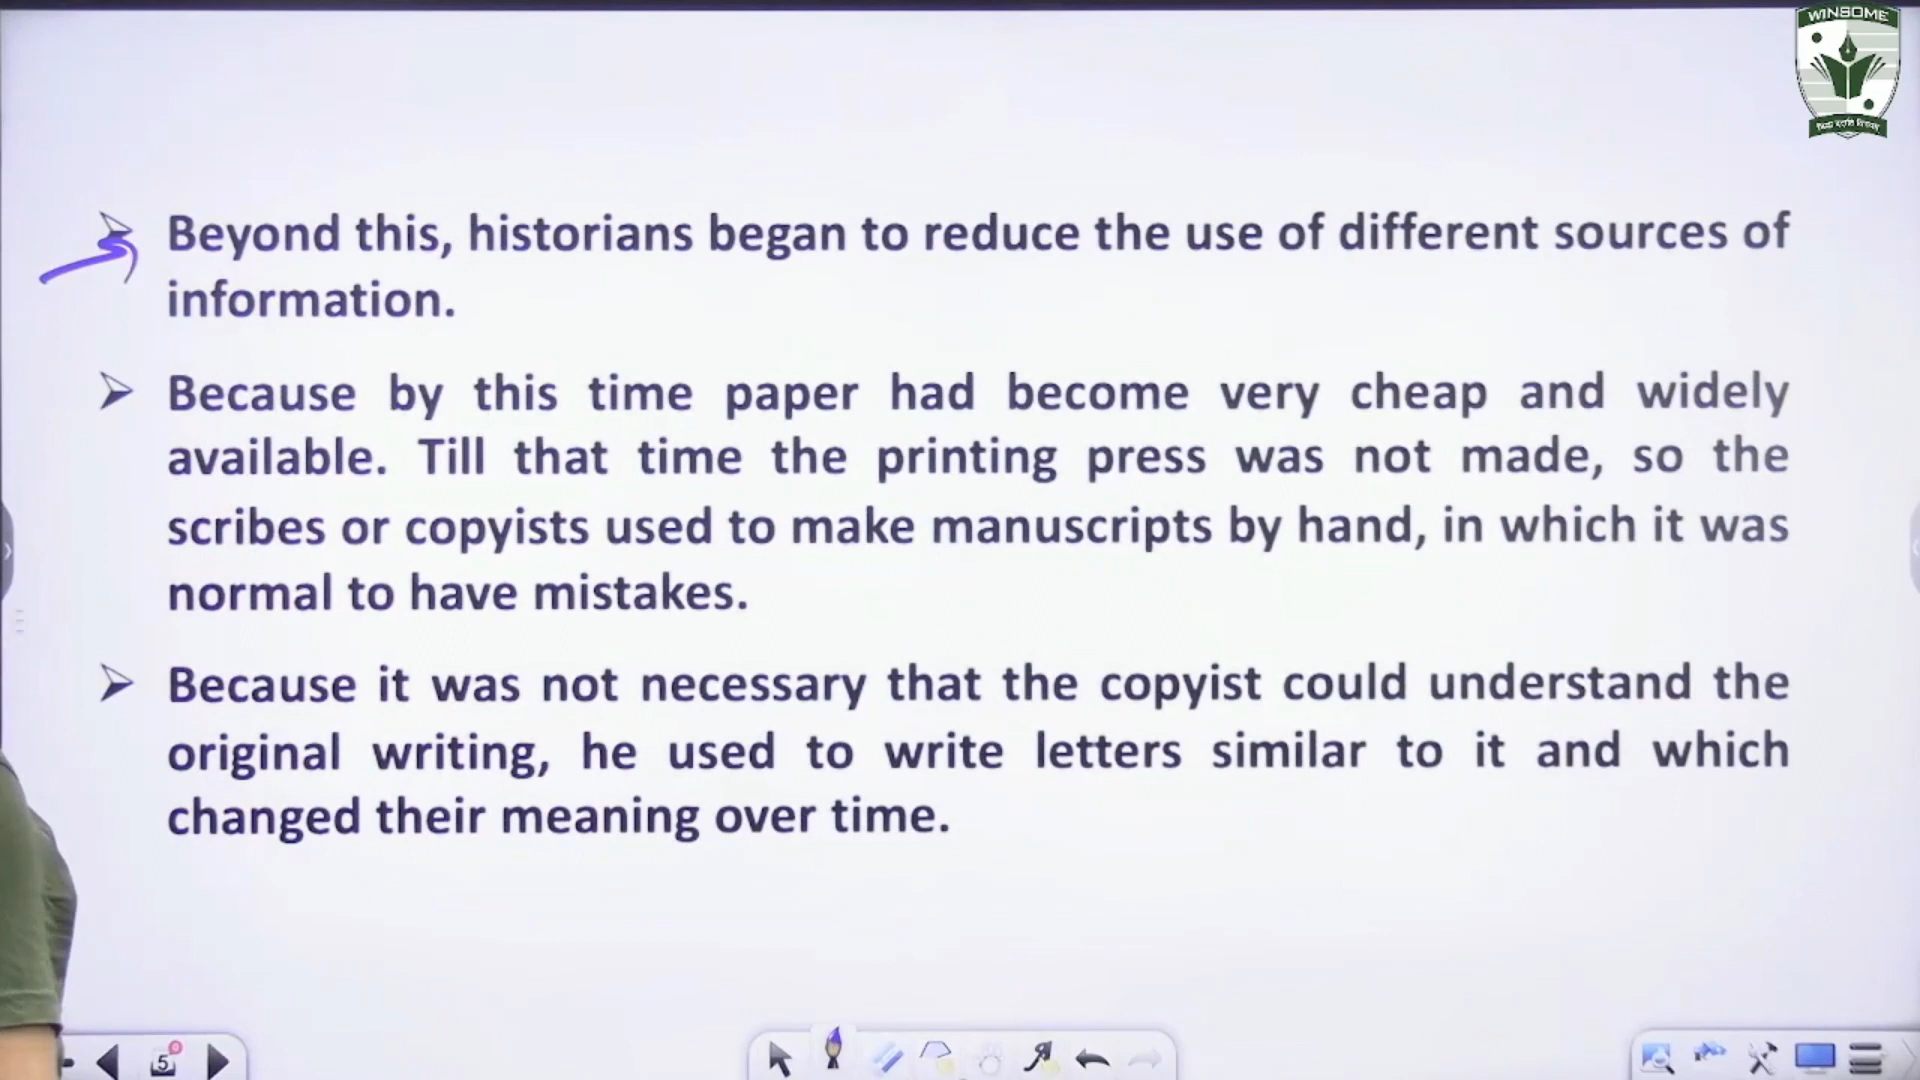 WINSOME
Beyond this, historians began to reduce the use of different sources of
information.
Because by this time paper had become very cheap and widely
available. Till that time the printing press was not made, so the
scribes or copyists used to make manuscripts by hand, in which it was
normal to have mistakes.
Because it was not necessary that the copyist could understand the
original writing, he used to write letters similar to it and which
changed their meaning over time.
5
0